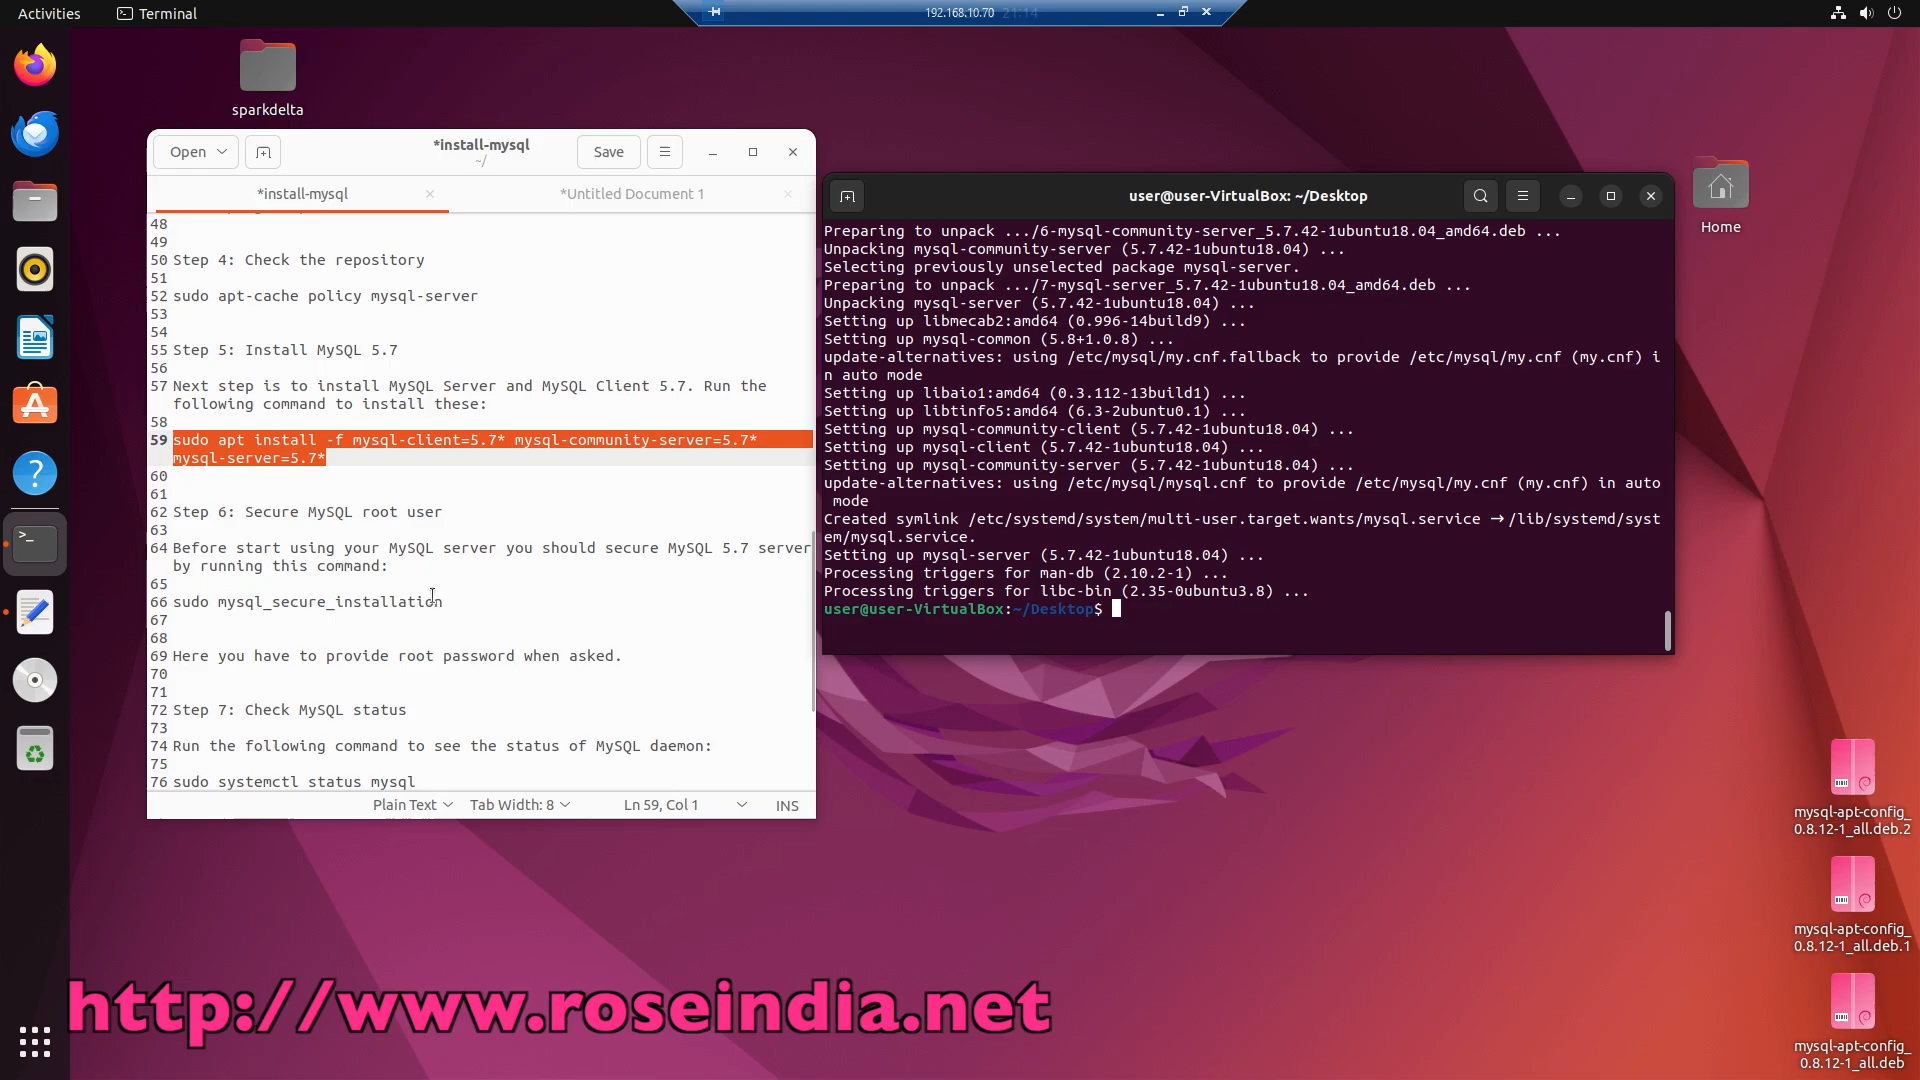 Activities
Terminal
192.168.10.70
21:14
sparkdelta
Open
*install-mysql
~/
Save
*install-mysql
*Untitled Document 1
48
49
50 Step 4: Check the repository
51
52 sudo apt-cache policy mysql-server
53
54
55 Step 5: Install MySQL 5.7
56
57 Next step is to install MySQL Server and MySQL Client 5.7. Run the
following command to install these:
58
59 sudo apt install -f mysql-client=5.7* mysql-community-server=5.7*
mysql-server=5.7*
60
61
62 Step 6: Secure MySQL root user
63
64 Before start using your MySQL server you should secure MySQL 5.7 server
by running this command:
65
66 sudo mysql_secure_installation
67
68
69 Here you have to provide root password when asked.
70
71
72 Step 7: Check MySQL status
73
74 Run the following command to see the status of MySQL daemon:
75
76 sudo systemctl status mysql
Plain Text
Tab Width: 8
Ln 59, Col 1
INS
user@user-VirtualBox: ~/Desktop
Preparing to unpack .../6-mysql-community-server_5.7.42-1ubuntu18.04_amd64.deb ...
Unpacking mysql-community-server (5.7.42-1ubuntu18.04) ...
Selecting previously unselected package mysql-server.
Preparing to unpack .../7-mysql-server_5.7.42-1ubuntu18.04_amd64.deb ...
Unpacking mysql-server (5.7.42-1ubuntu18.04) ...
Setting up libmecab2:amd64 (0.996-14build9) ...
Setting up mysql-common (5.8+1.0.8) ...
update-alternatives: using /etc/mysql/my.cnf.fallback to provide /etc/mysql/my.cnf (my.cnf) i
n auto mode
Setting up libaio1:amd64 (0.3.112-13build1) ...
Setting up libtinfo5:amd64 (6.3-2ubuntu0.1) ...
Setting up mysql-community-client (5.7.42-1ubuntu18.04) ...
Setting up mysql-client (5.7.42-1ubuntu18.04) ...
Setting up mysql-community-server (5.7.42-1ubuntu18.04) ...
update-alternatives: using /etc/mysql/mysql.cnf to provide /etc/mysql/my.cnf (my.cnf) in auto
mode
Created symlink /etc/systemd/system/multi-user.target.wants/mysql.service → /lib/systemd/syst
em/mysql.service.
Setting up mysql-server (5.7.42-1ubuntu18.04) ...
Processing triggers for man-db (2.10.2-1) ...
Processing triggers for libc-bin (2.35-0ubuntu3.8) ...
user@user-VirtualBox:~/Desktop$
Home
mysql-apt-config_
0.8.12-1_all.deb.2
mysql-apt-config_
0.8.12-1_all.deb.1
mysql-apt-config_
0.8.12-1_all.deb
http://www.roseindia.net